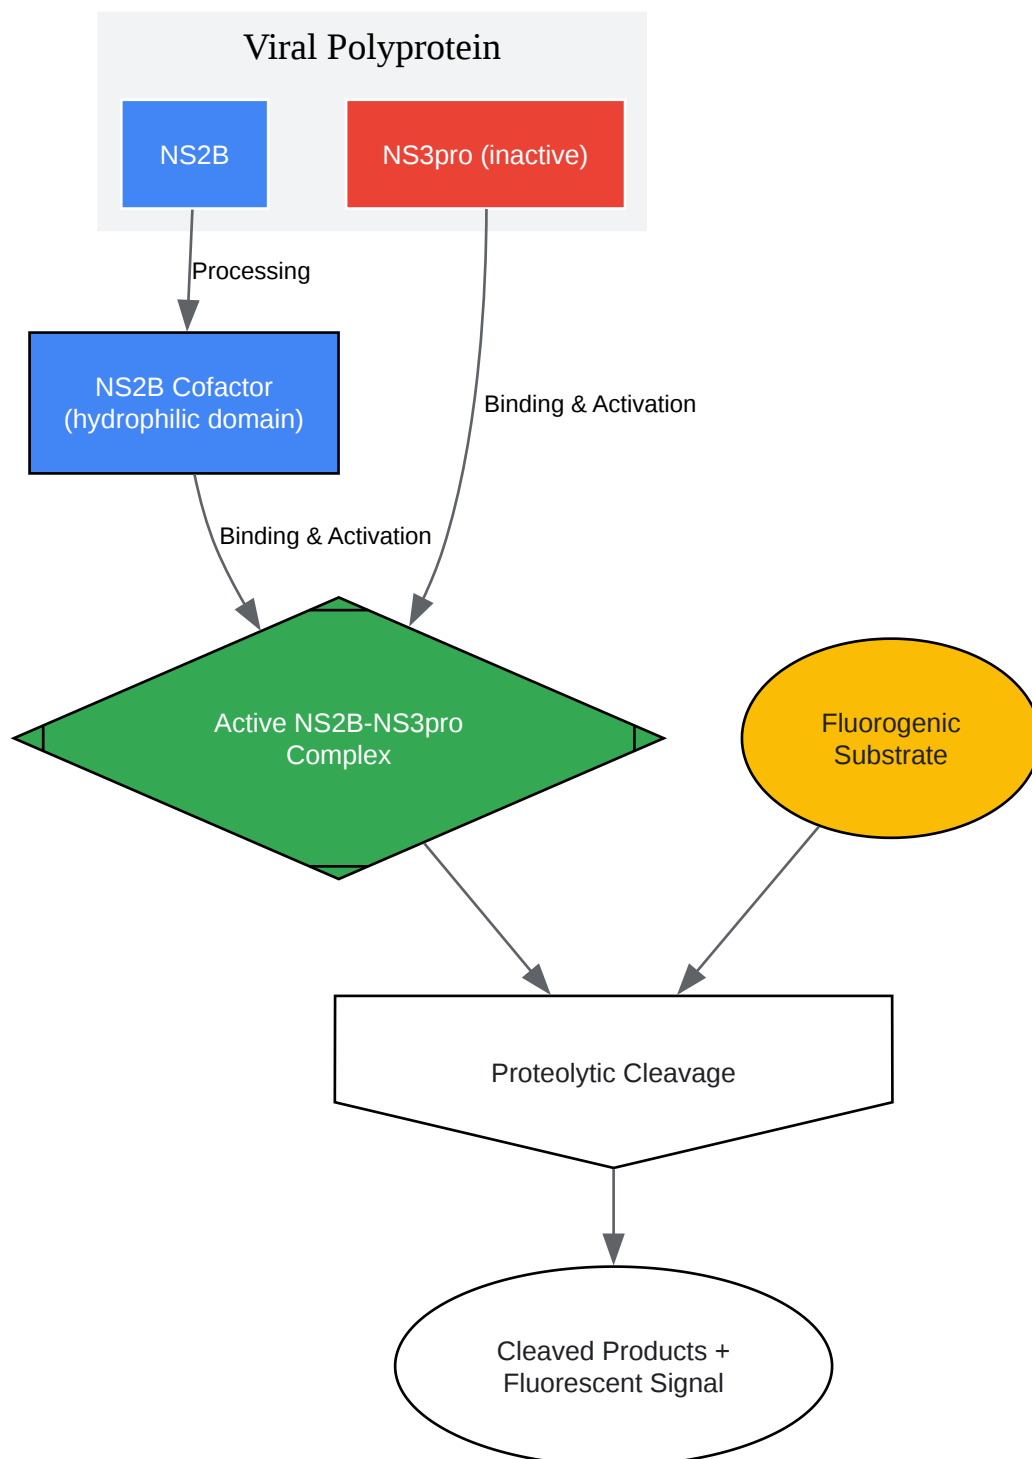 Viral Polyprotein
NS2B
NS3pro (inactive)
Processing
NS2B Cofactor
(hydrophilic domain)
Binding & Activation
Binding & Activation
Active NS2B-NS3pro
Complex
Fluorogenic
Substrate
Proteolytic Cleavage
Cleaved Products +
Fluorescent Signal